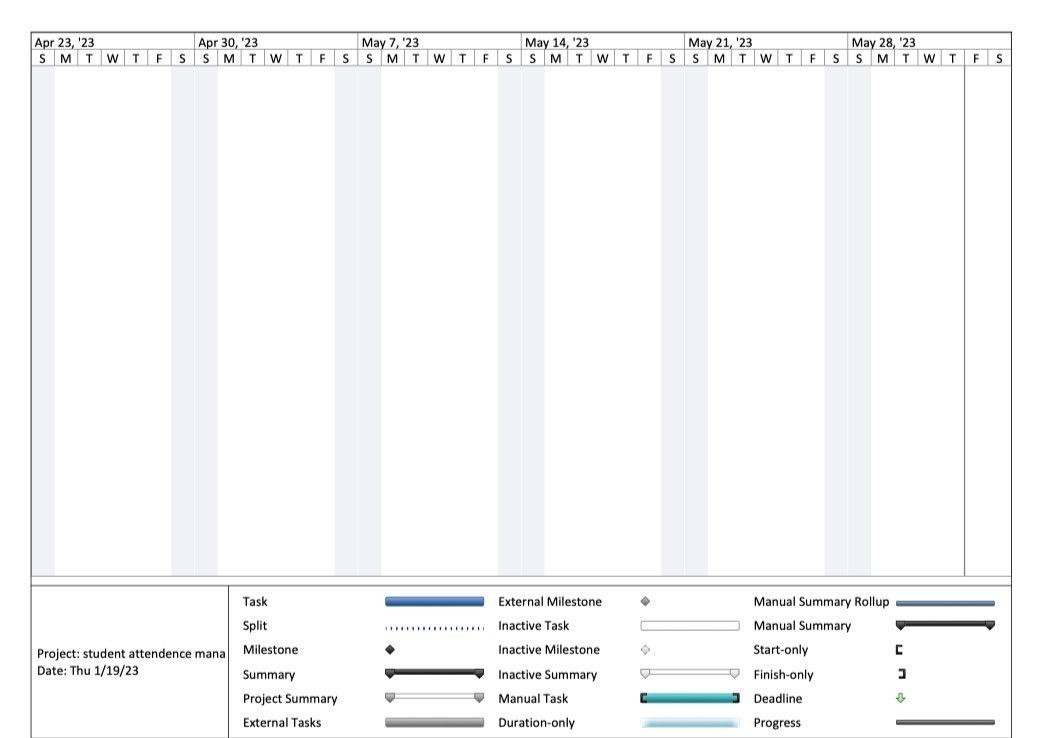 Apr 23, '23 Apr 30, '23 May 7, '23 May 14, '23 May 21, '23 May 28, '23
S M T W T F S S M T W T F S S M T W T F S S M T W T F S S M T W T F S S M T W T F S
Project: student attendence mana
Date: Thu 1/19/23
Task
Split
Milestone
Summary
Project Summary
External Tasks
External Milestone
Inactive Task
Inactive Milestone
Inactive Summary
Manual Task
Duration-only
Manual Summary Rollup
Manual Summary
Start-only
Finish-only
Deadline
Progress